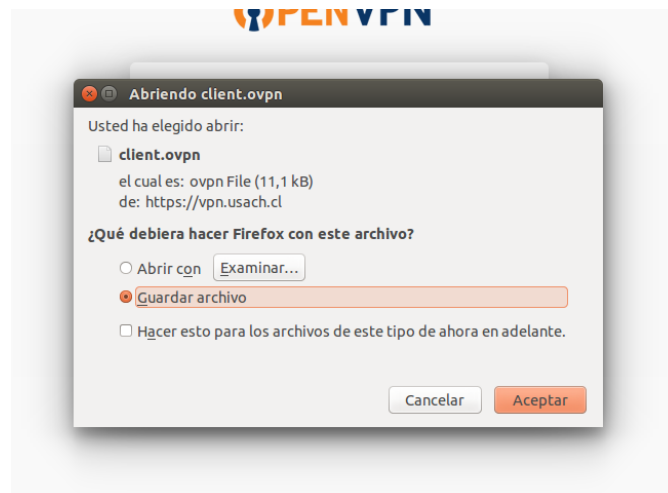 OPENVPN
Abriendo client.ovpn
Usted ha elegido abrir:
client.ovpn
el cual es: ovpn File (11,1 kB)
de: https://vpn.usach.cl
¿Qué debiera hacer Firefox con este archivo?
Abrir con Examinar...
Guardar archivo
Hacer esto para los archivos de este tipo de ahora en adelante.
Cancelar Aceptar